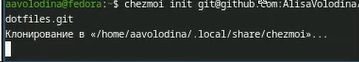 aavolodina@fedora:~$ chezmoi init git@github.com:AlisaVolodina/
dotfiles.git
Клонирование в «/home/aavolodina/.local/share/chezmoi»...